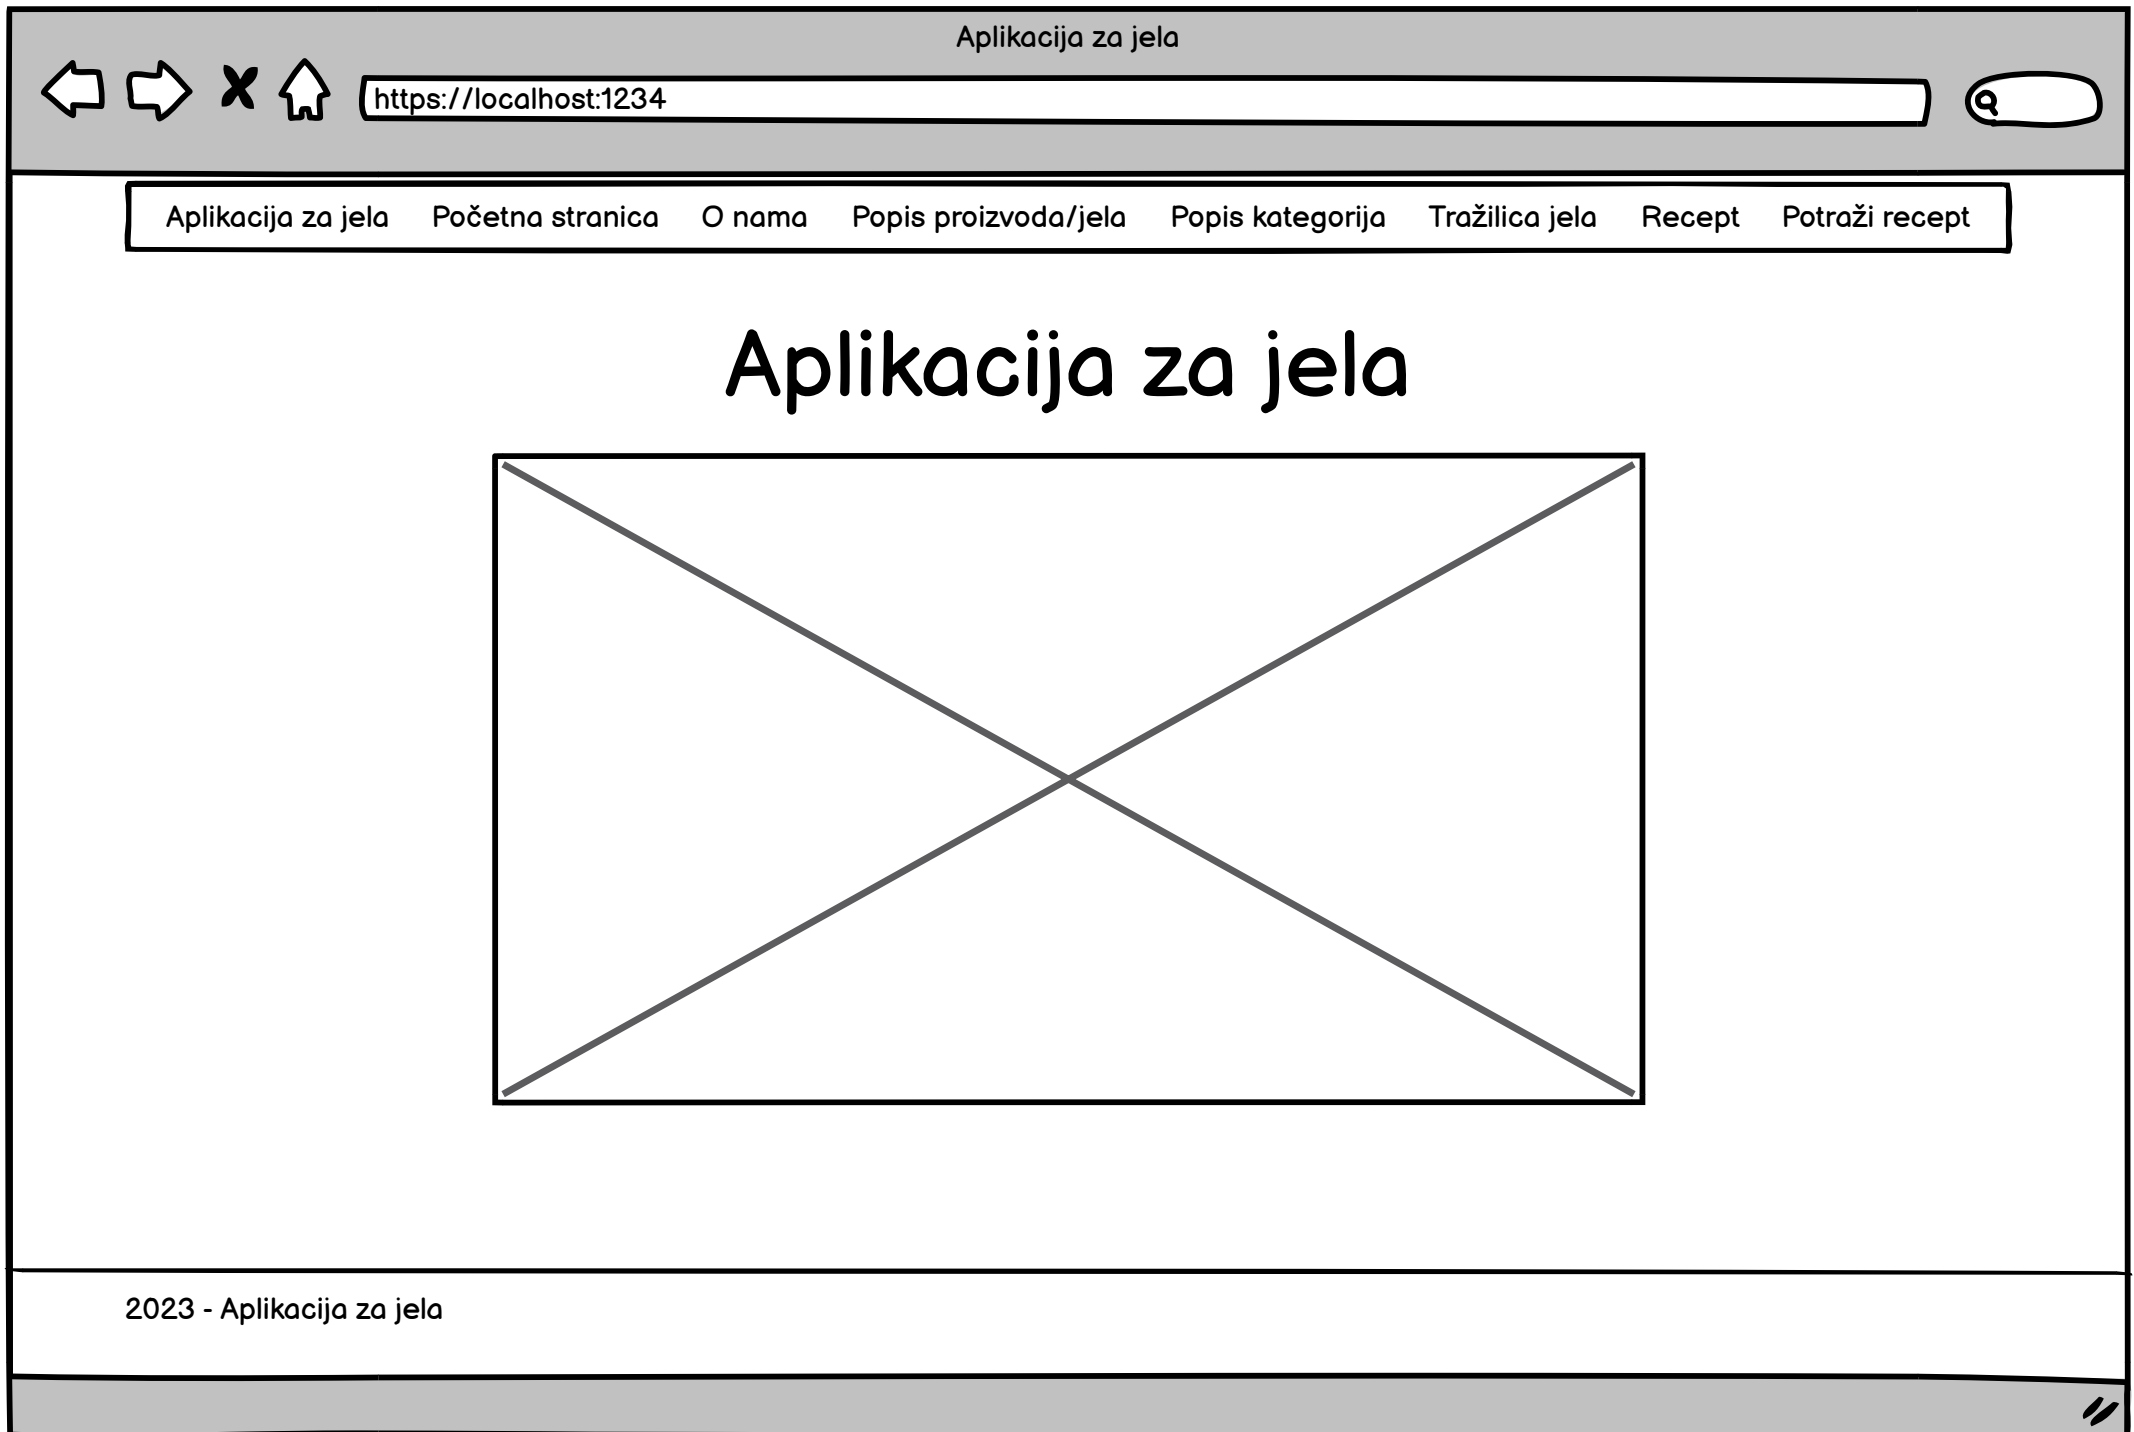 Aplikacija za jela
https://localhost:1234
Aplikacija za jela Početna stranica O nama Popis proizvoda/jela Popis kategorija Tražilica jela Recept Potraži recept
Aplikacija za jela
2023 - Aplikacija za jela